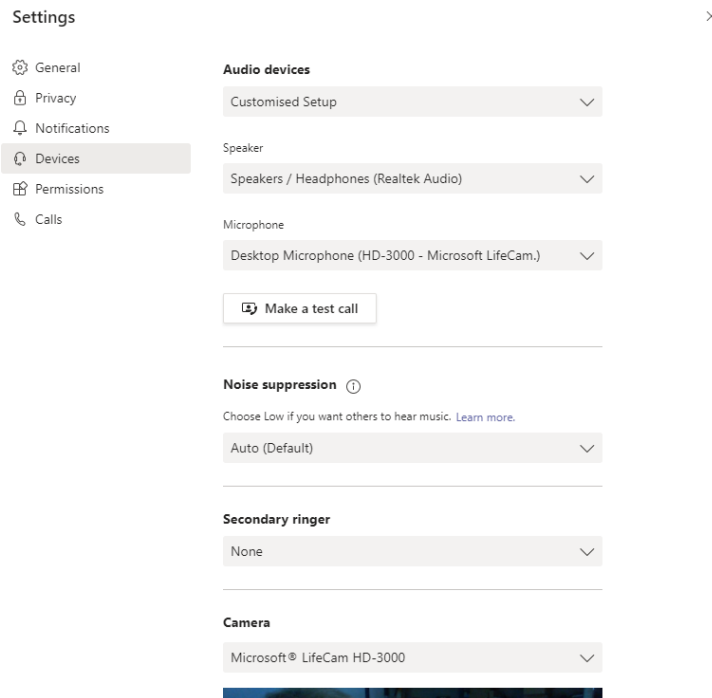 Settings
General
Privacy
Notifications
Devices
Permissions
Calls
Audio devices
Customised Setup
Speaker
Speakers / Headphones (Realtek Audio)
Microphone
Desktop Microphone (HD-3000 - Microsoft LifeCam.)
Make a test call
Noise suppression
Choose Low if you want others to hear music. Learn more.
Auto (Default)
Secondary ringer
None
Camera
Microsoft® LifeCam HD-3000